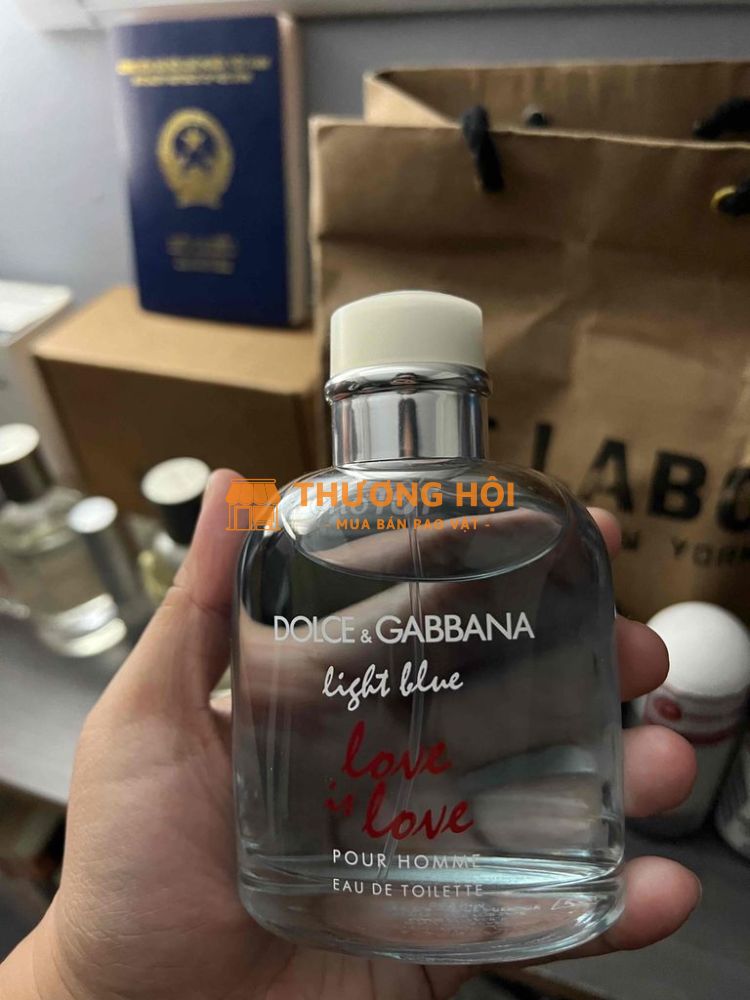 LABO
YORK
THƯƠNG HỘI
- MUA BÁN RAO VẶT -
DOLCE & GABBANA
light blue
love
is love
POUR HOMME
EAU DE TOILETTE